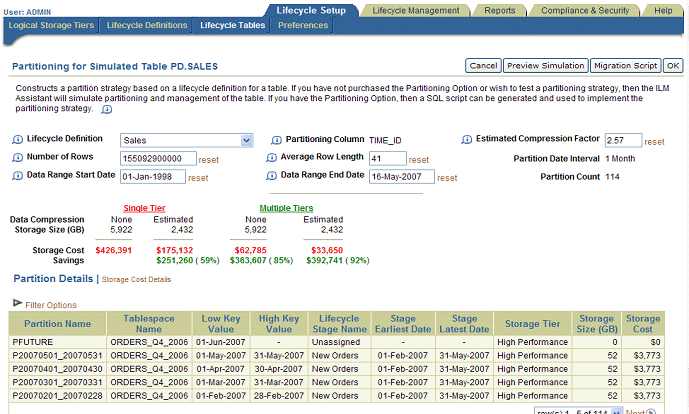 User: ADMIN
Lifecycle Setup Lifecycle Management Reports Compliance & Security Help
Logical Storage Tiers Lifecycle Definitions Lifecycle Tables Preferences
Partitioning for Simulated Table PD.SALES
Cancel Preview Simulation Migration Script OK
Constructs a partition strategy based on a lifecycle definition for a table. If you have not purchased the Partitioning Option or wish to test a partitioning strategy, then the ILM
Assistant will simulate partitioning and management of the table. If you have the Partitioning Option, then a SQL script can be generated and used to implement the
partitioning strategy.
Lifecycle Definition Sales Partitioning Column TIME_ID Estimated Compression Factor 2.57 reset
Number of Rows 155092900000 reset Average Row Length 41 reset Partition Date Interval 1 Month
Data Range Start Date 01-Jan-1998 reset Data Range End Date 16-May-2007 reset Partition Count 114
Single Tier Multiple Tiers
Data Compression None Estimated None Estimated
Storage Size (GB) 5,922 2,432 5,922 2,432
Storage Cost $426,391 $175,132 $62,785 $33,650
Savings $251,260 ( 59%) $363,607 ( 85%) $392,741 ( 92%)
Partition Details | Storage Cost Details
Filter Options
Partition Name Tablespace Name Low Key Value High Key Value Lifecycle Stage Name Stage Earliest Date Stage Latest Date Storage Tier Storage Size (GB) Storage Cost
PFUTURE ORDERS_Q4_2006 01-Jun-2007 - Unassigned - - High Performance 0 $0
P20070501_20070531 ORDERS_Q4_2006 01-May-2007 31-May-2007 New Orders 01-Feb-2007 31-May-2007 High Performance 52 $3,773
P20070401_20070430 ORDERS_Q4_2006 01-Apr-2007 30-Apr-2007 New Orders 01-Feb-2007 31-May-2007 High Performance 52 $3,773
P20070301_20070331 ORDERS_Q4_2006 01-Mar-2007 31-Mar-2007 New Orders 01-Feb-2007 31-May-2007 High Performance 52 $3,773
P20070201_20070228 ORDERS_Q4_2006 01-Feb-2007 28-Feb-2007 New Orders 01-Feb-2007 31-May-2007 High Performance 52 $3,773
row(s) 1 - 5 of 114 Next